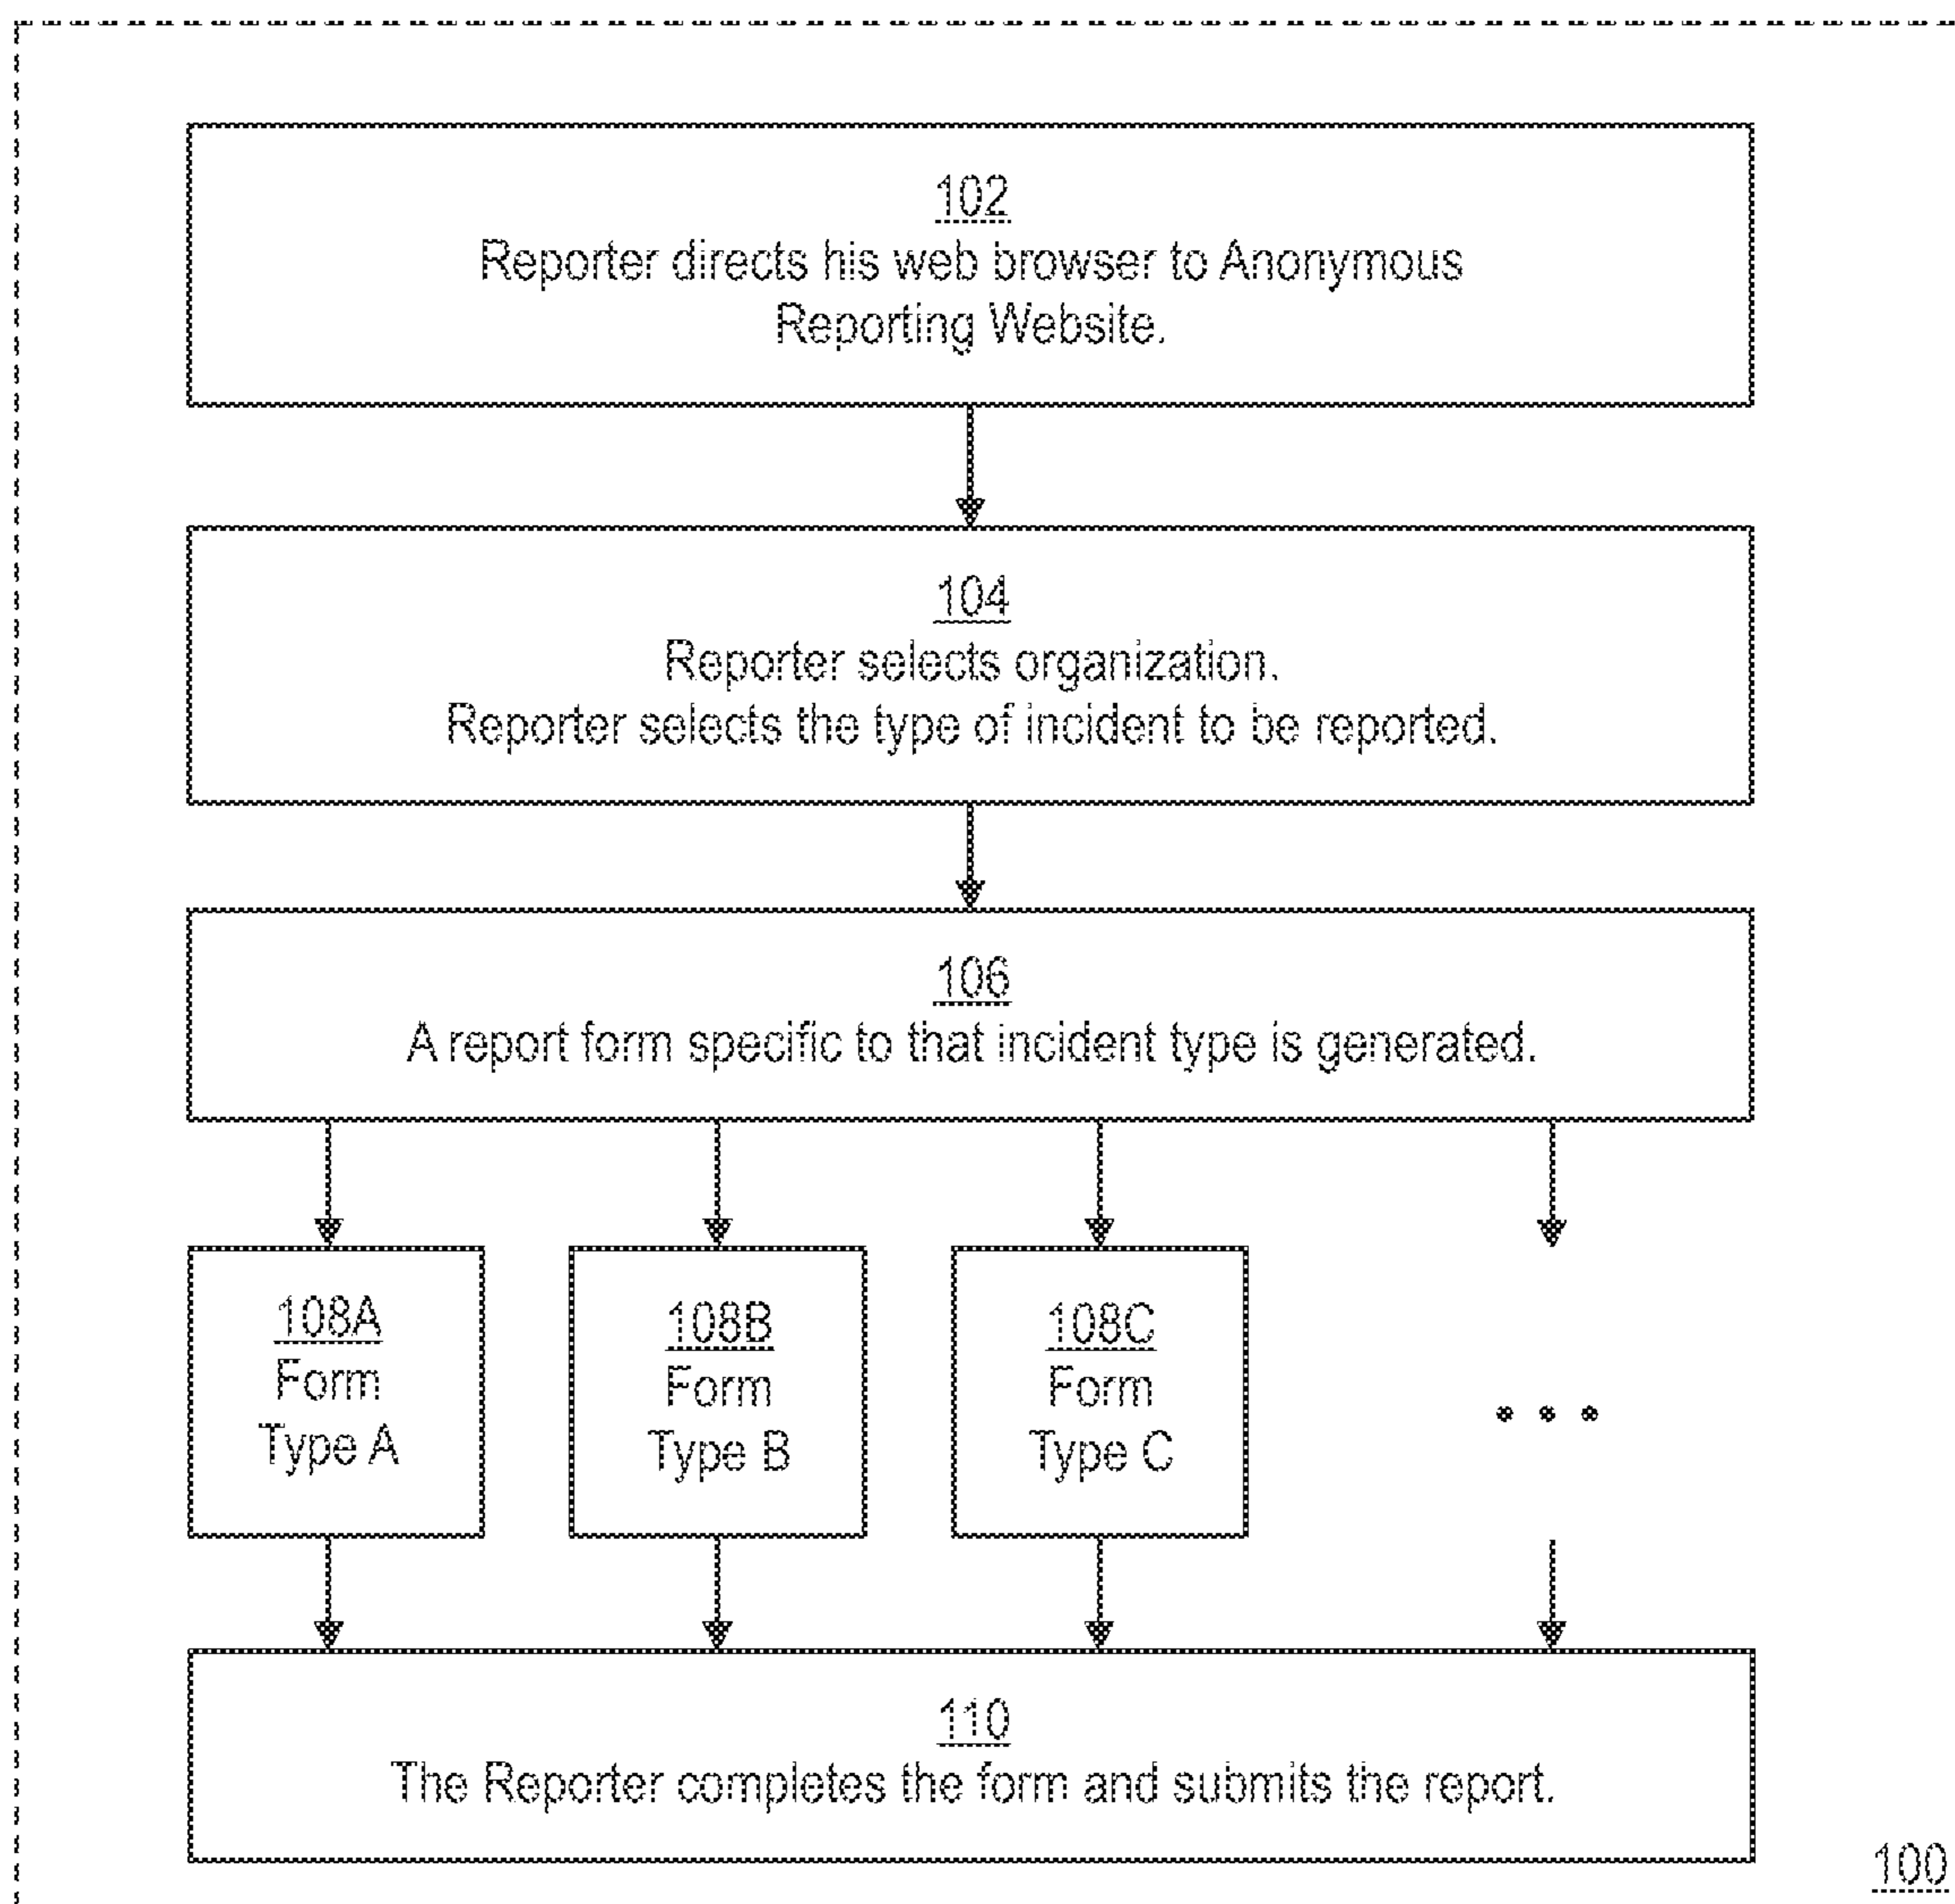 102
Reporter directs his web browser to Anonymous
Reporting Website.
104
Reporter selects organization.
Reporter selects the type of incident to be reported.
106
A report form specific to that incident type is generated.
108A
Form
Type A
108B
Form
Type B
108C
Form
Type C
• • •
110
The Reporter completes the form and submits the report.
100